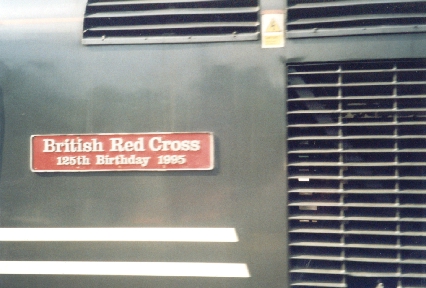 British Red Cross
125th Birthday 1995